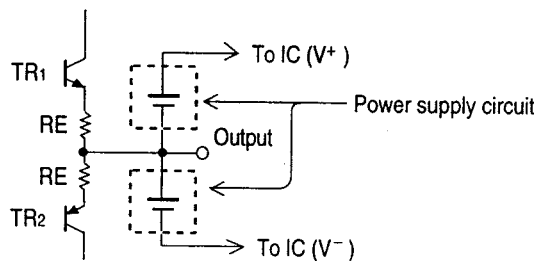 To IC (V⁺)
TR1
Power supply circuit
RE
Output
RE
TR2
To IC (V⁻)